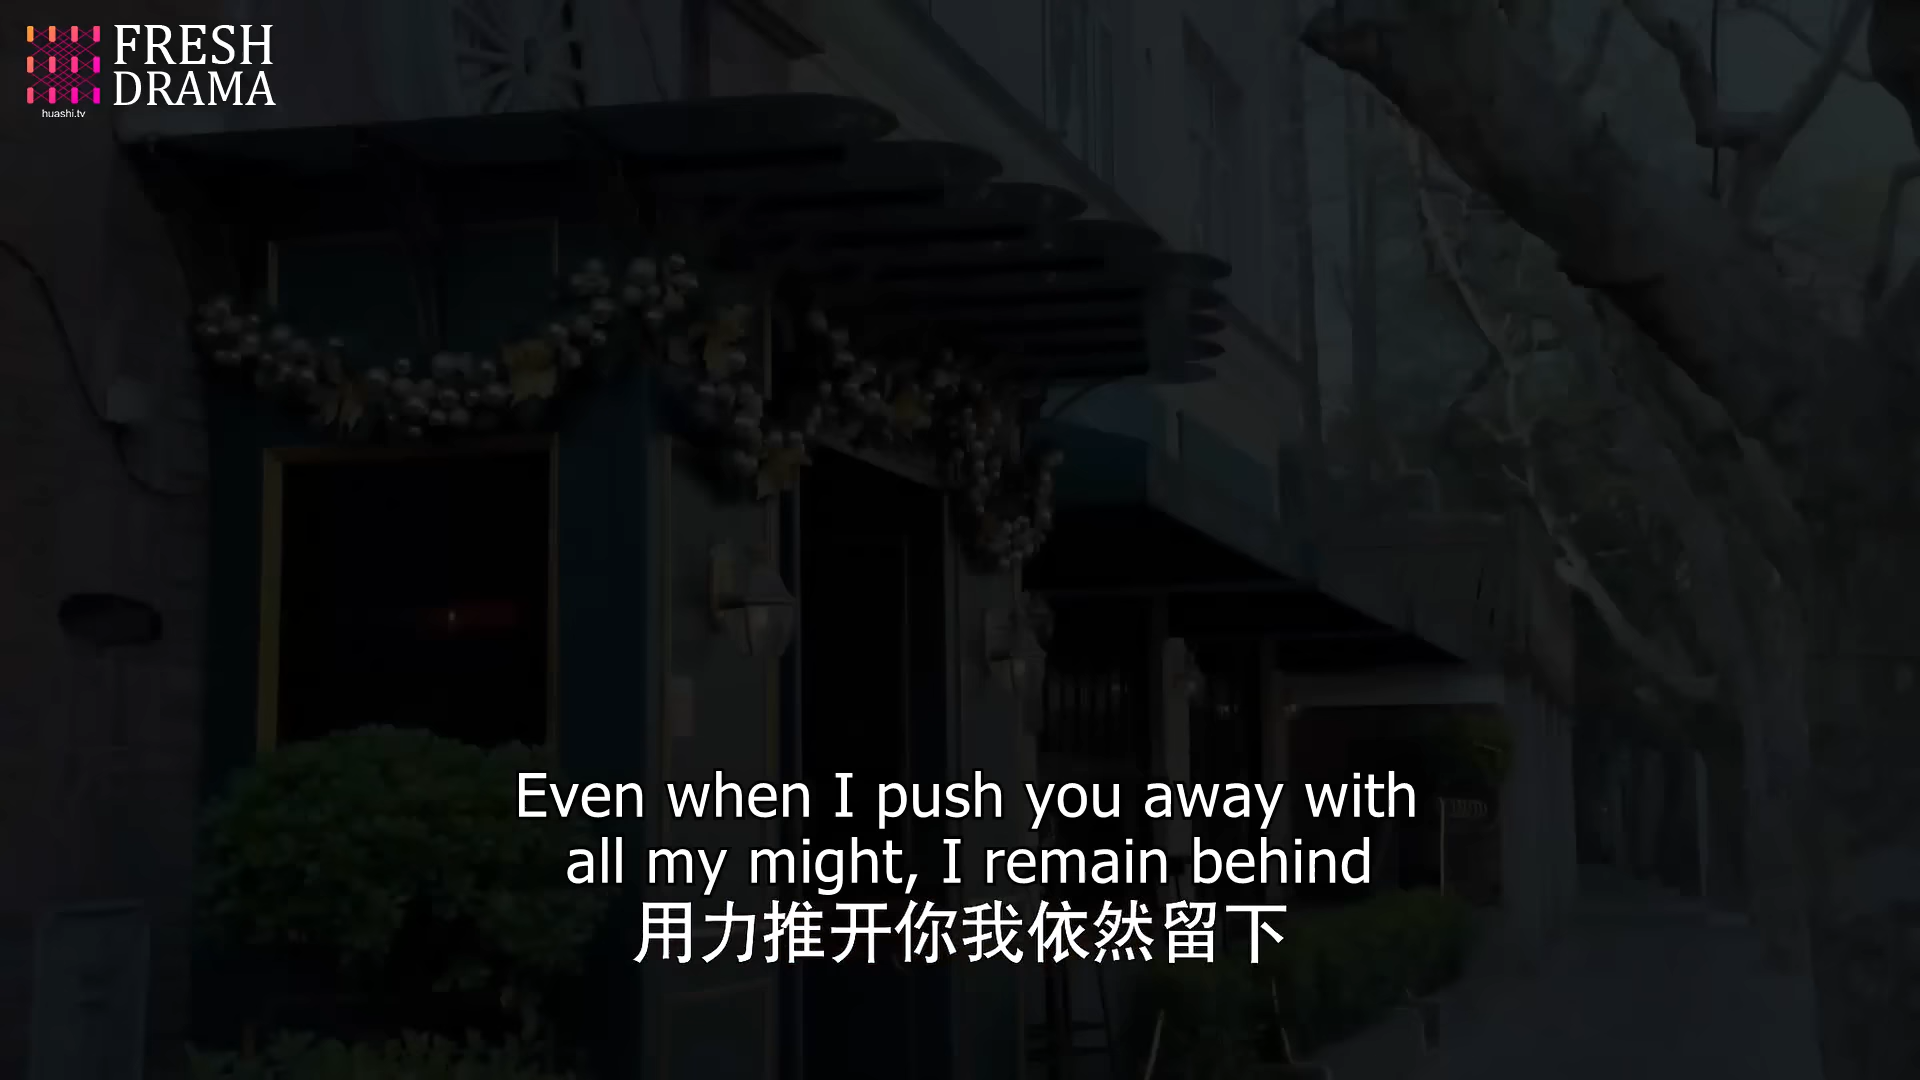 FRESH
DRAMA
huashi.tv
Even when I push you away with
all my might, I remain behind
用力推开你我依然留下